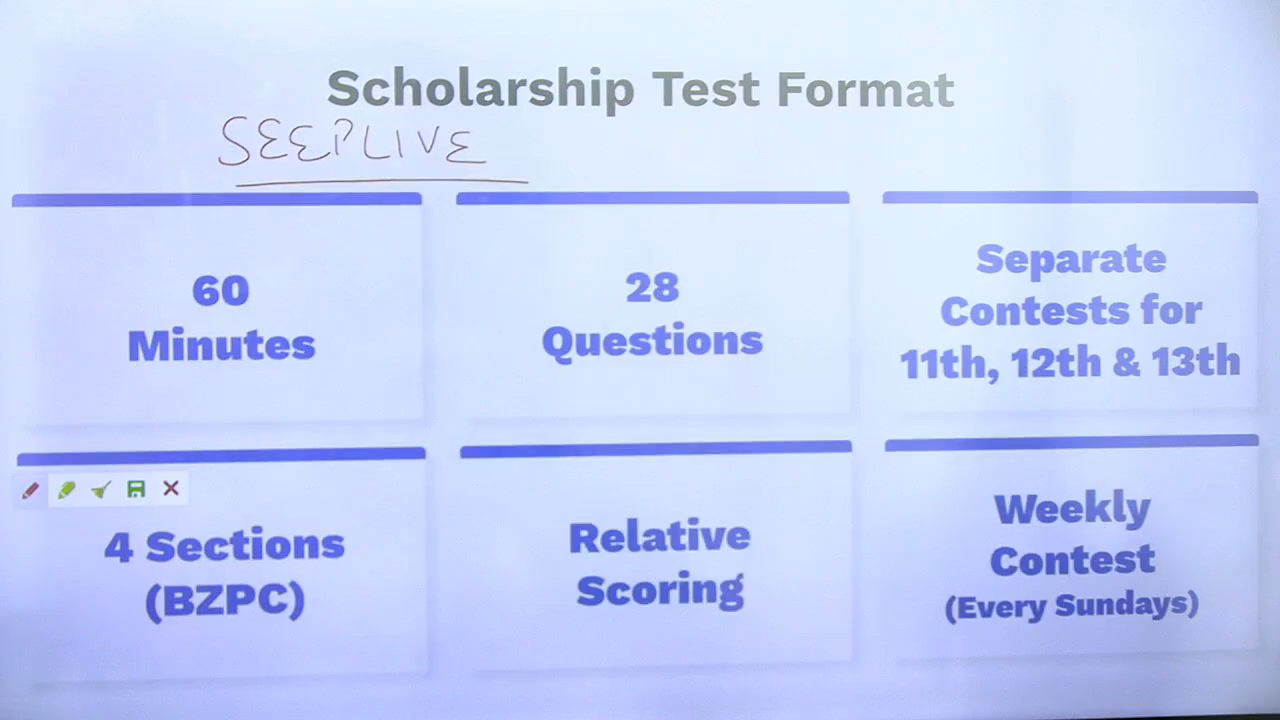 Scholarship Test Format
SEEPLIVE
60
Minutes
28
Questions
Separate
Contests for
11th, 12th & 13th
4 Sections
(BZPC)
Relative
Scoring
Weekly
Contest
(Every Sundays)